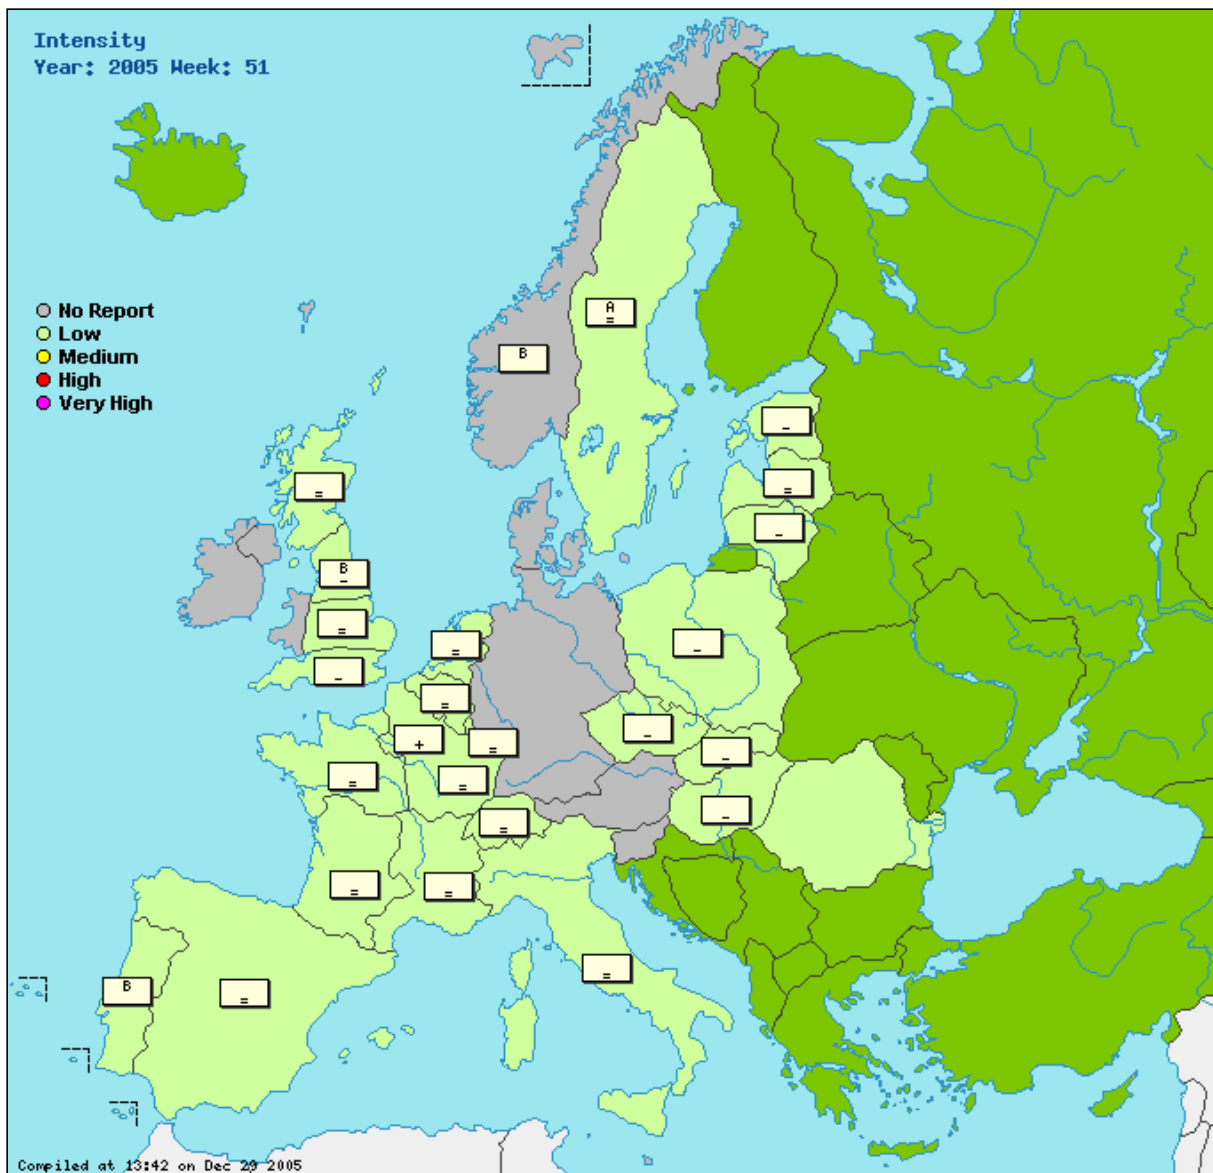 Intensity
Year: 2005 Week: 51
No Report
Low
Medium
High
Very High
A
=
B
-
=
-
=
B
-
=
-
=
-
=
+
=
-
-
=
=
-
=
=
=
=
B
=
Compiled at 13:42 on Dec 29 2005